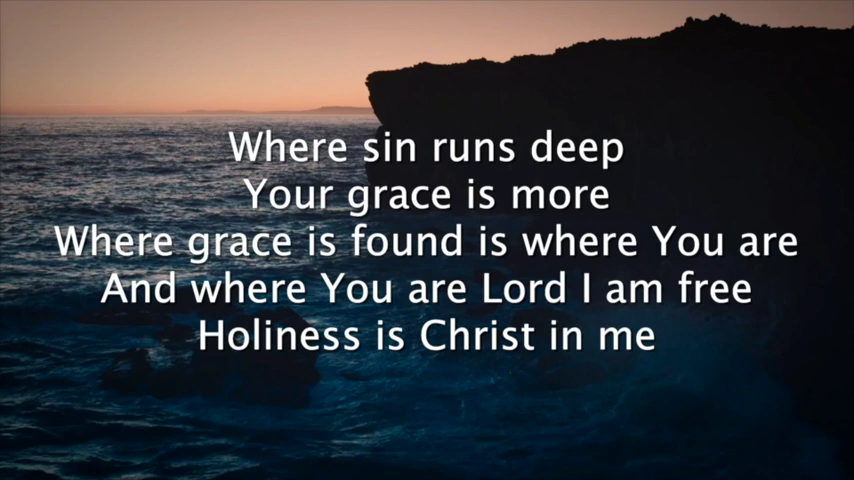 Where sin runs deep
Your grace is more
Where grace is found is where You are
And where You are Lord I am free
Holiness is Christ in me